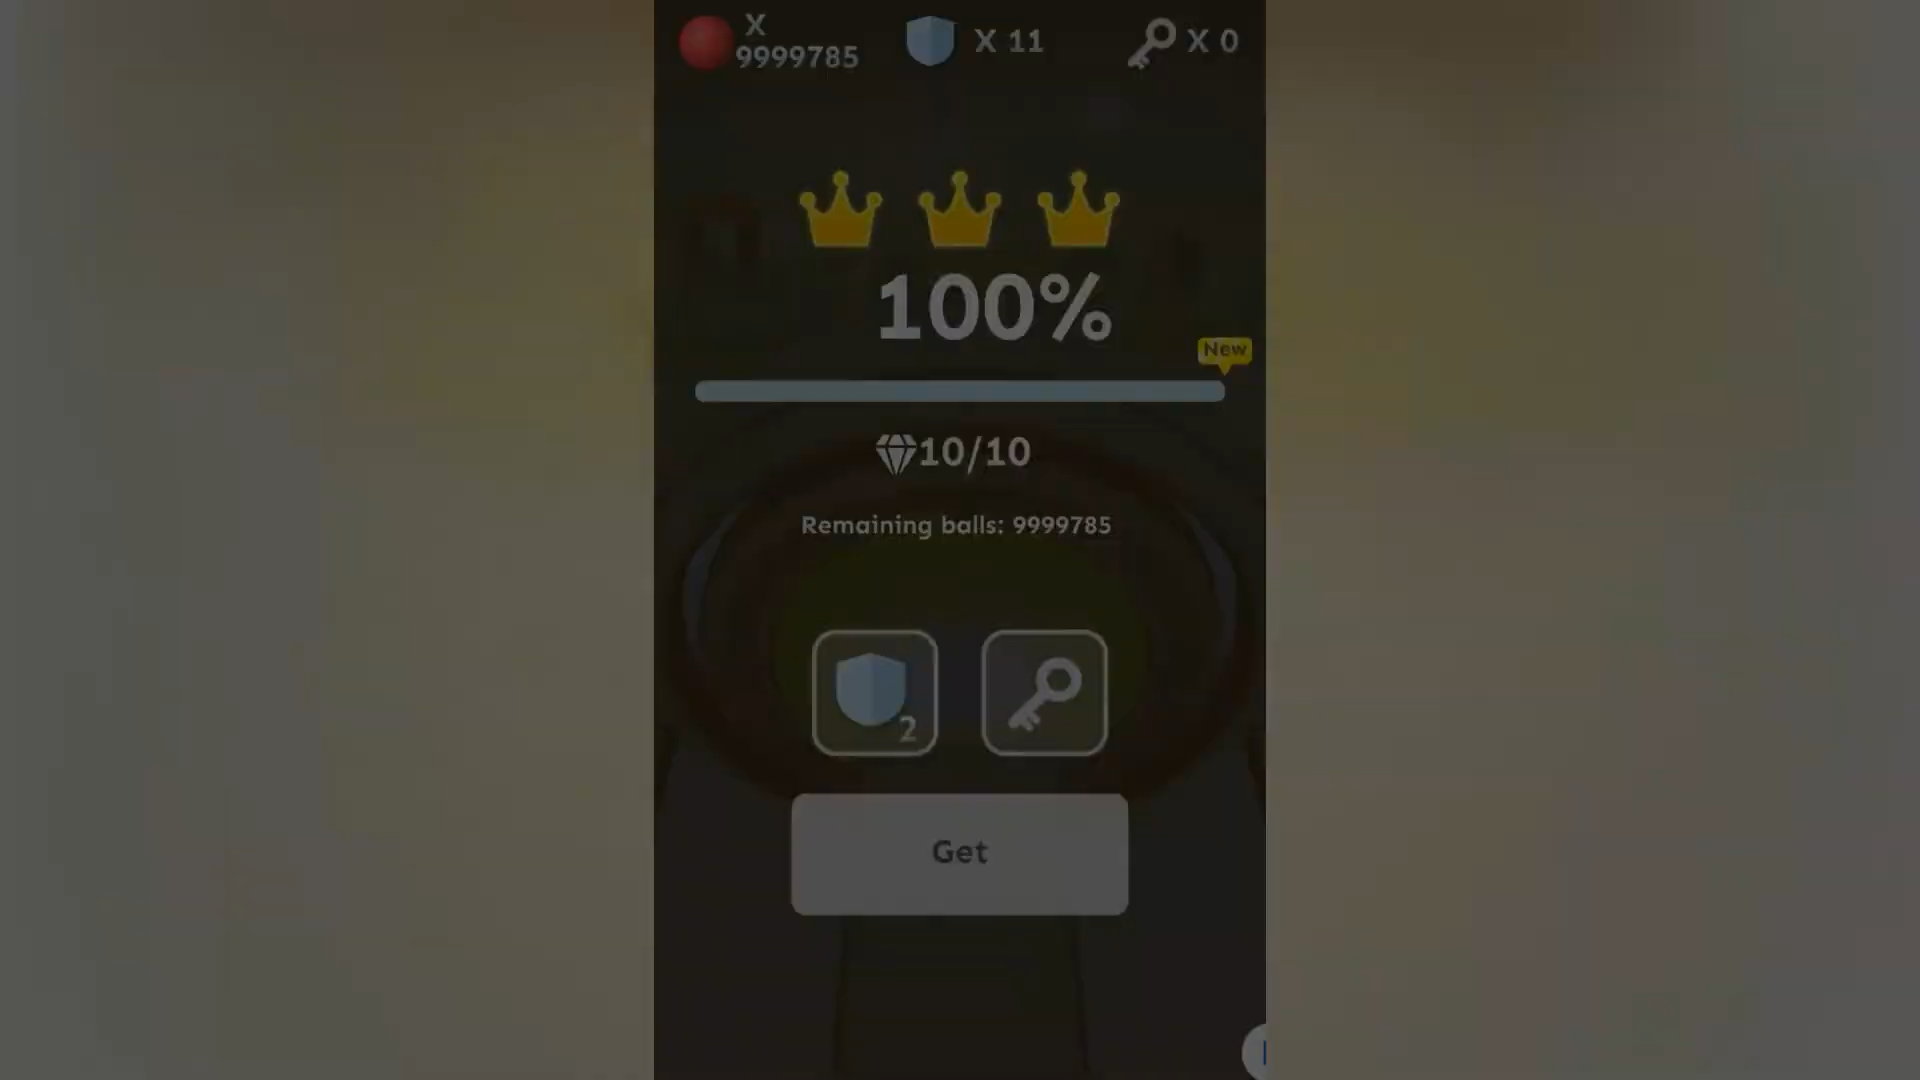 X
9999785
X 11
X 0
100%
New
10/10
Remaining balls: 9999785
2
Get